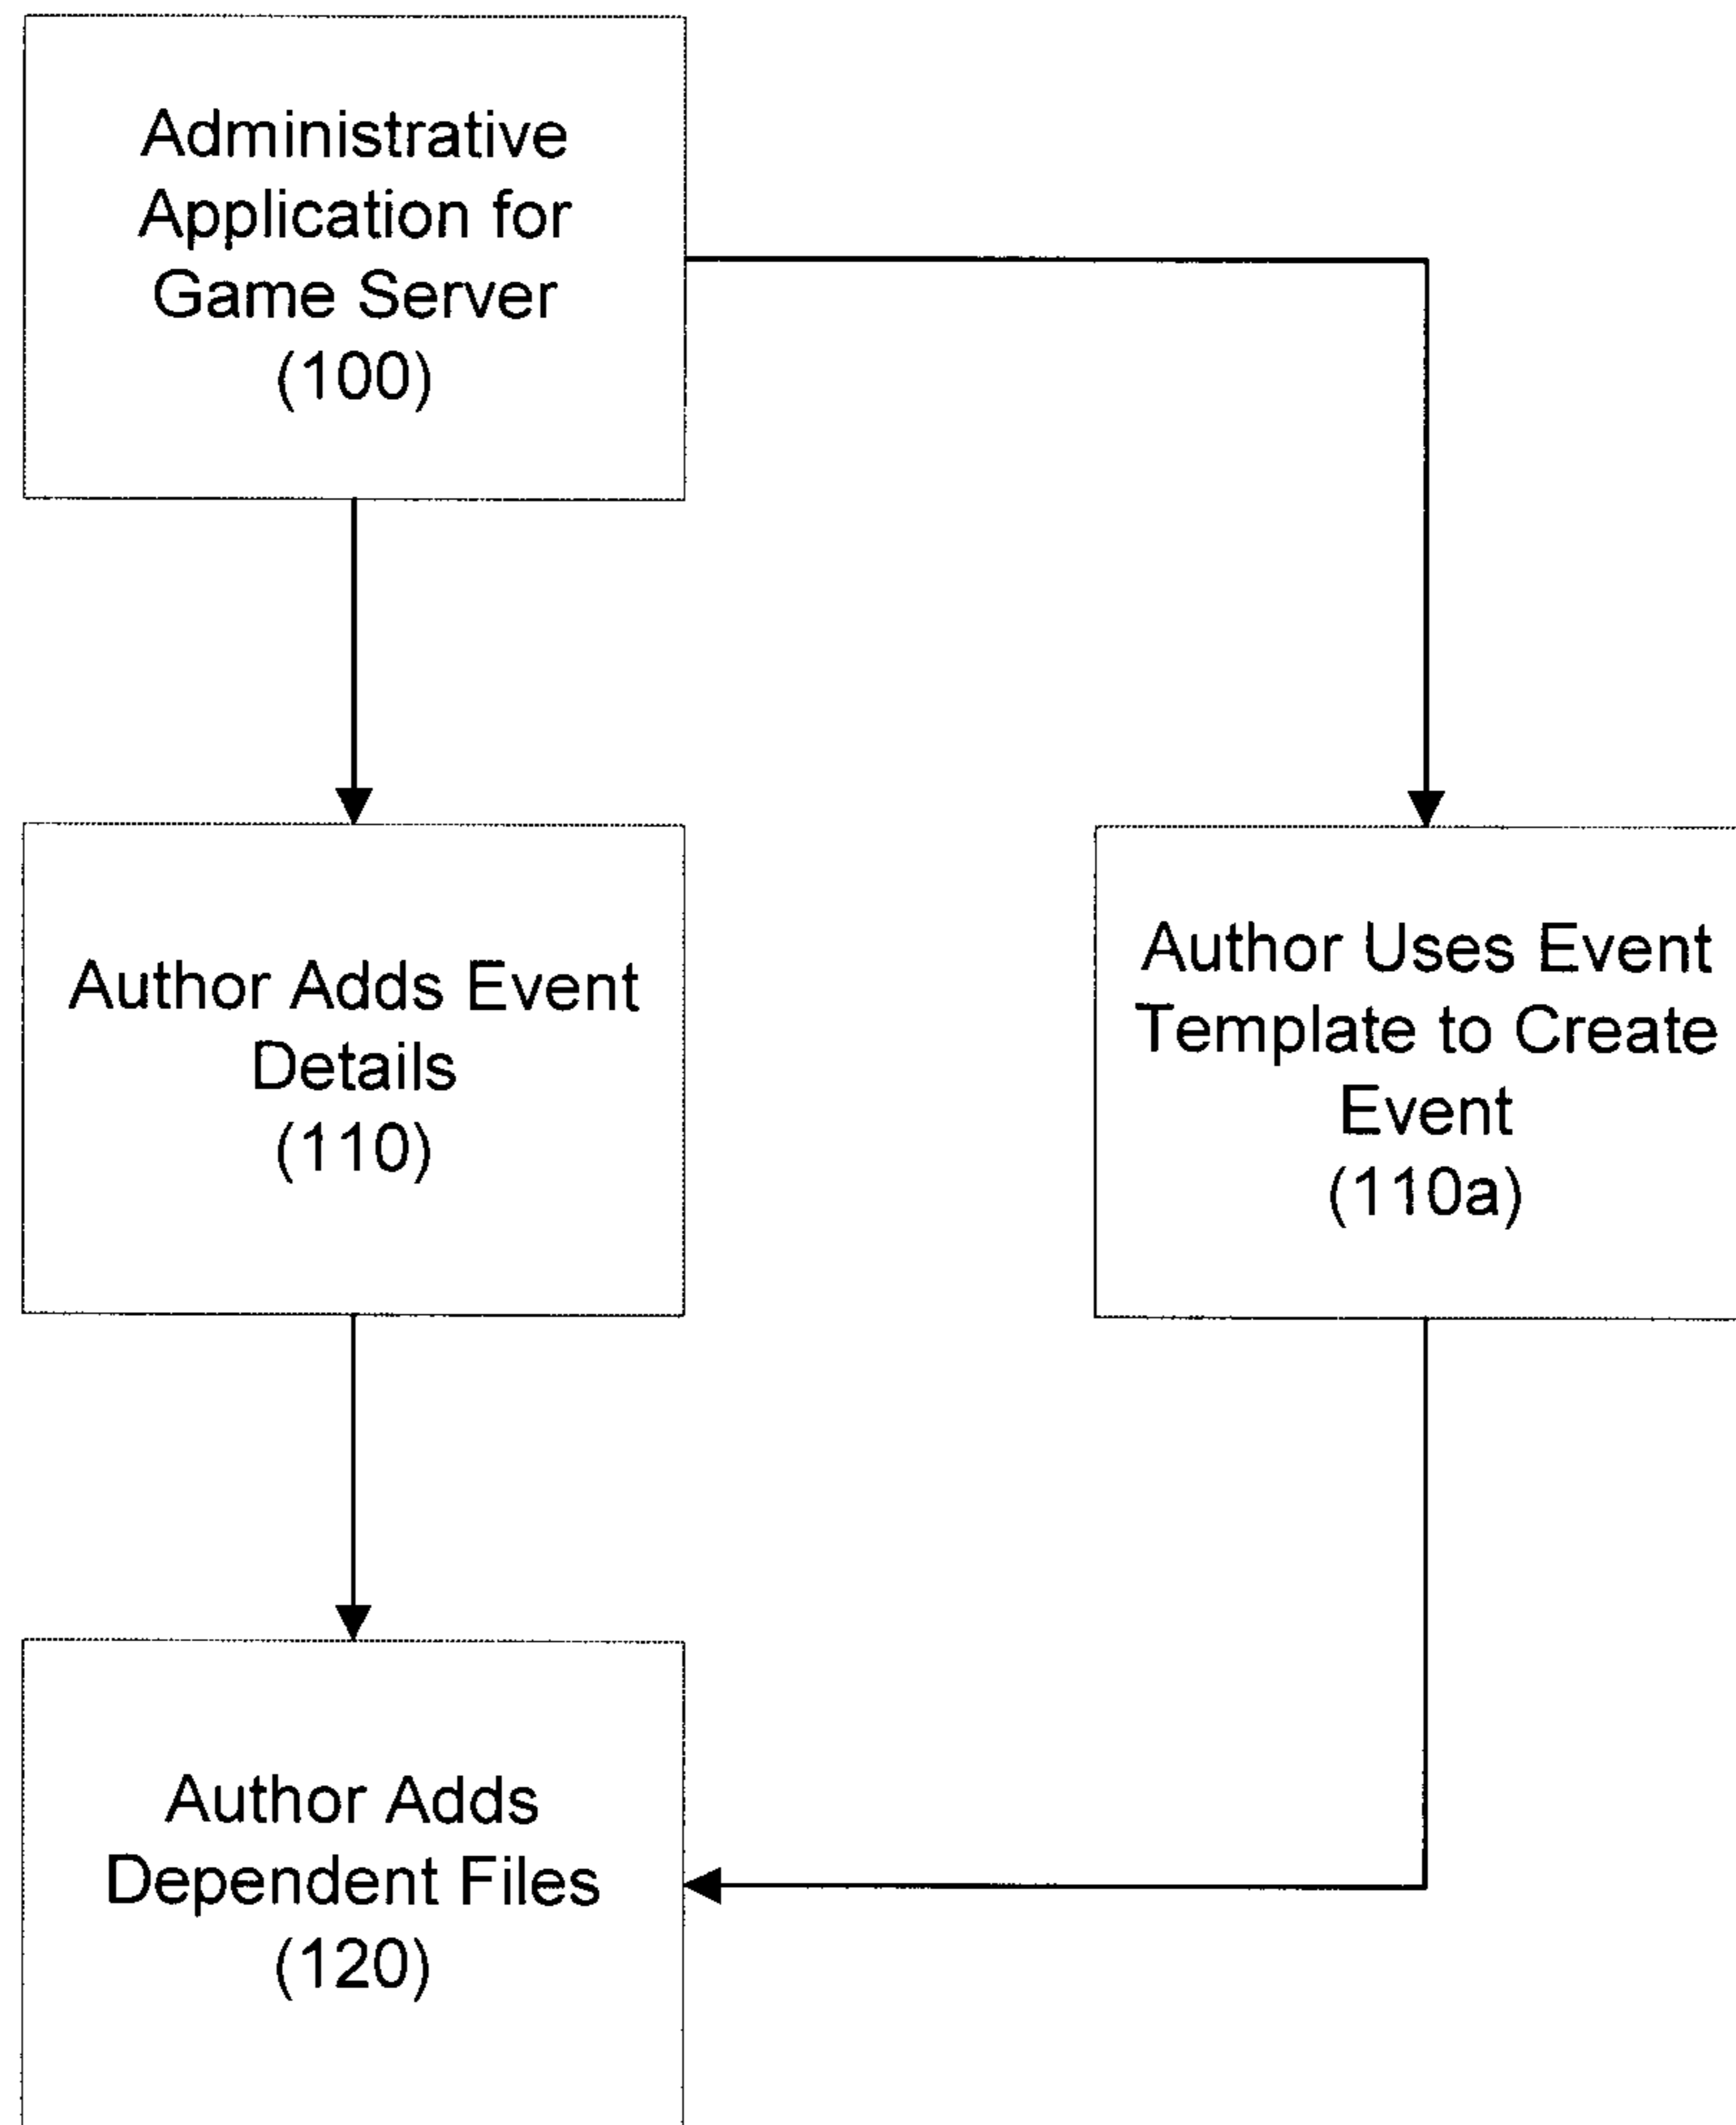 Administrative
Application for
Game Server
(100)
Author Adds Event
Details
(110)
Author Uses Event
Template to Create
Event
(110a)
Author Adds
Dependent Files
(120)